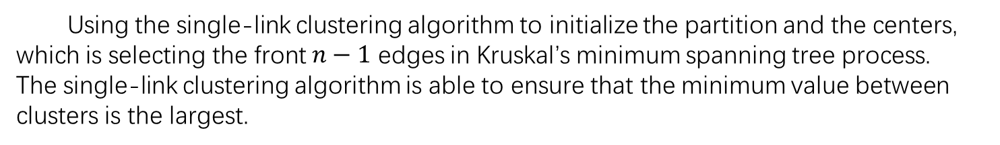 Using the single-link clustering algorithm to initialize the partition and the centers,
which is selecting the front n − 1 edges in Kruskal’s minimum spanning tree process.
The single-link clustering algorithm is able to ensure that the minimum value between
clusters is the largest.